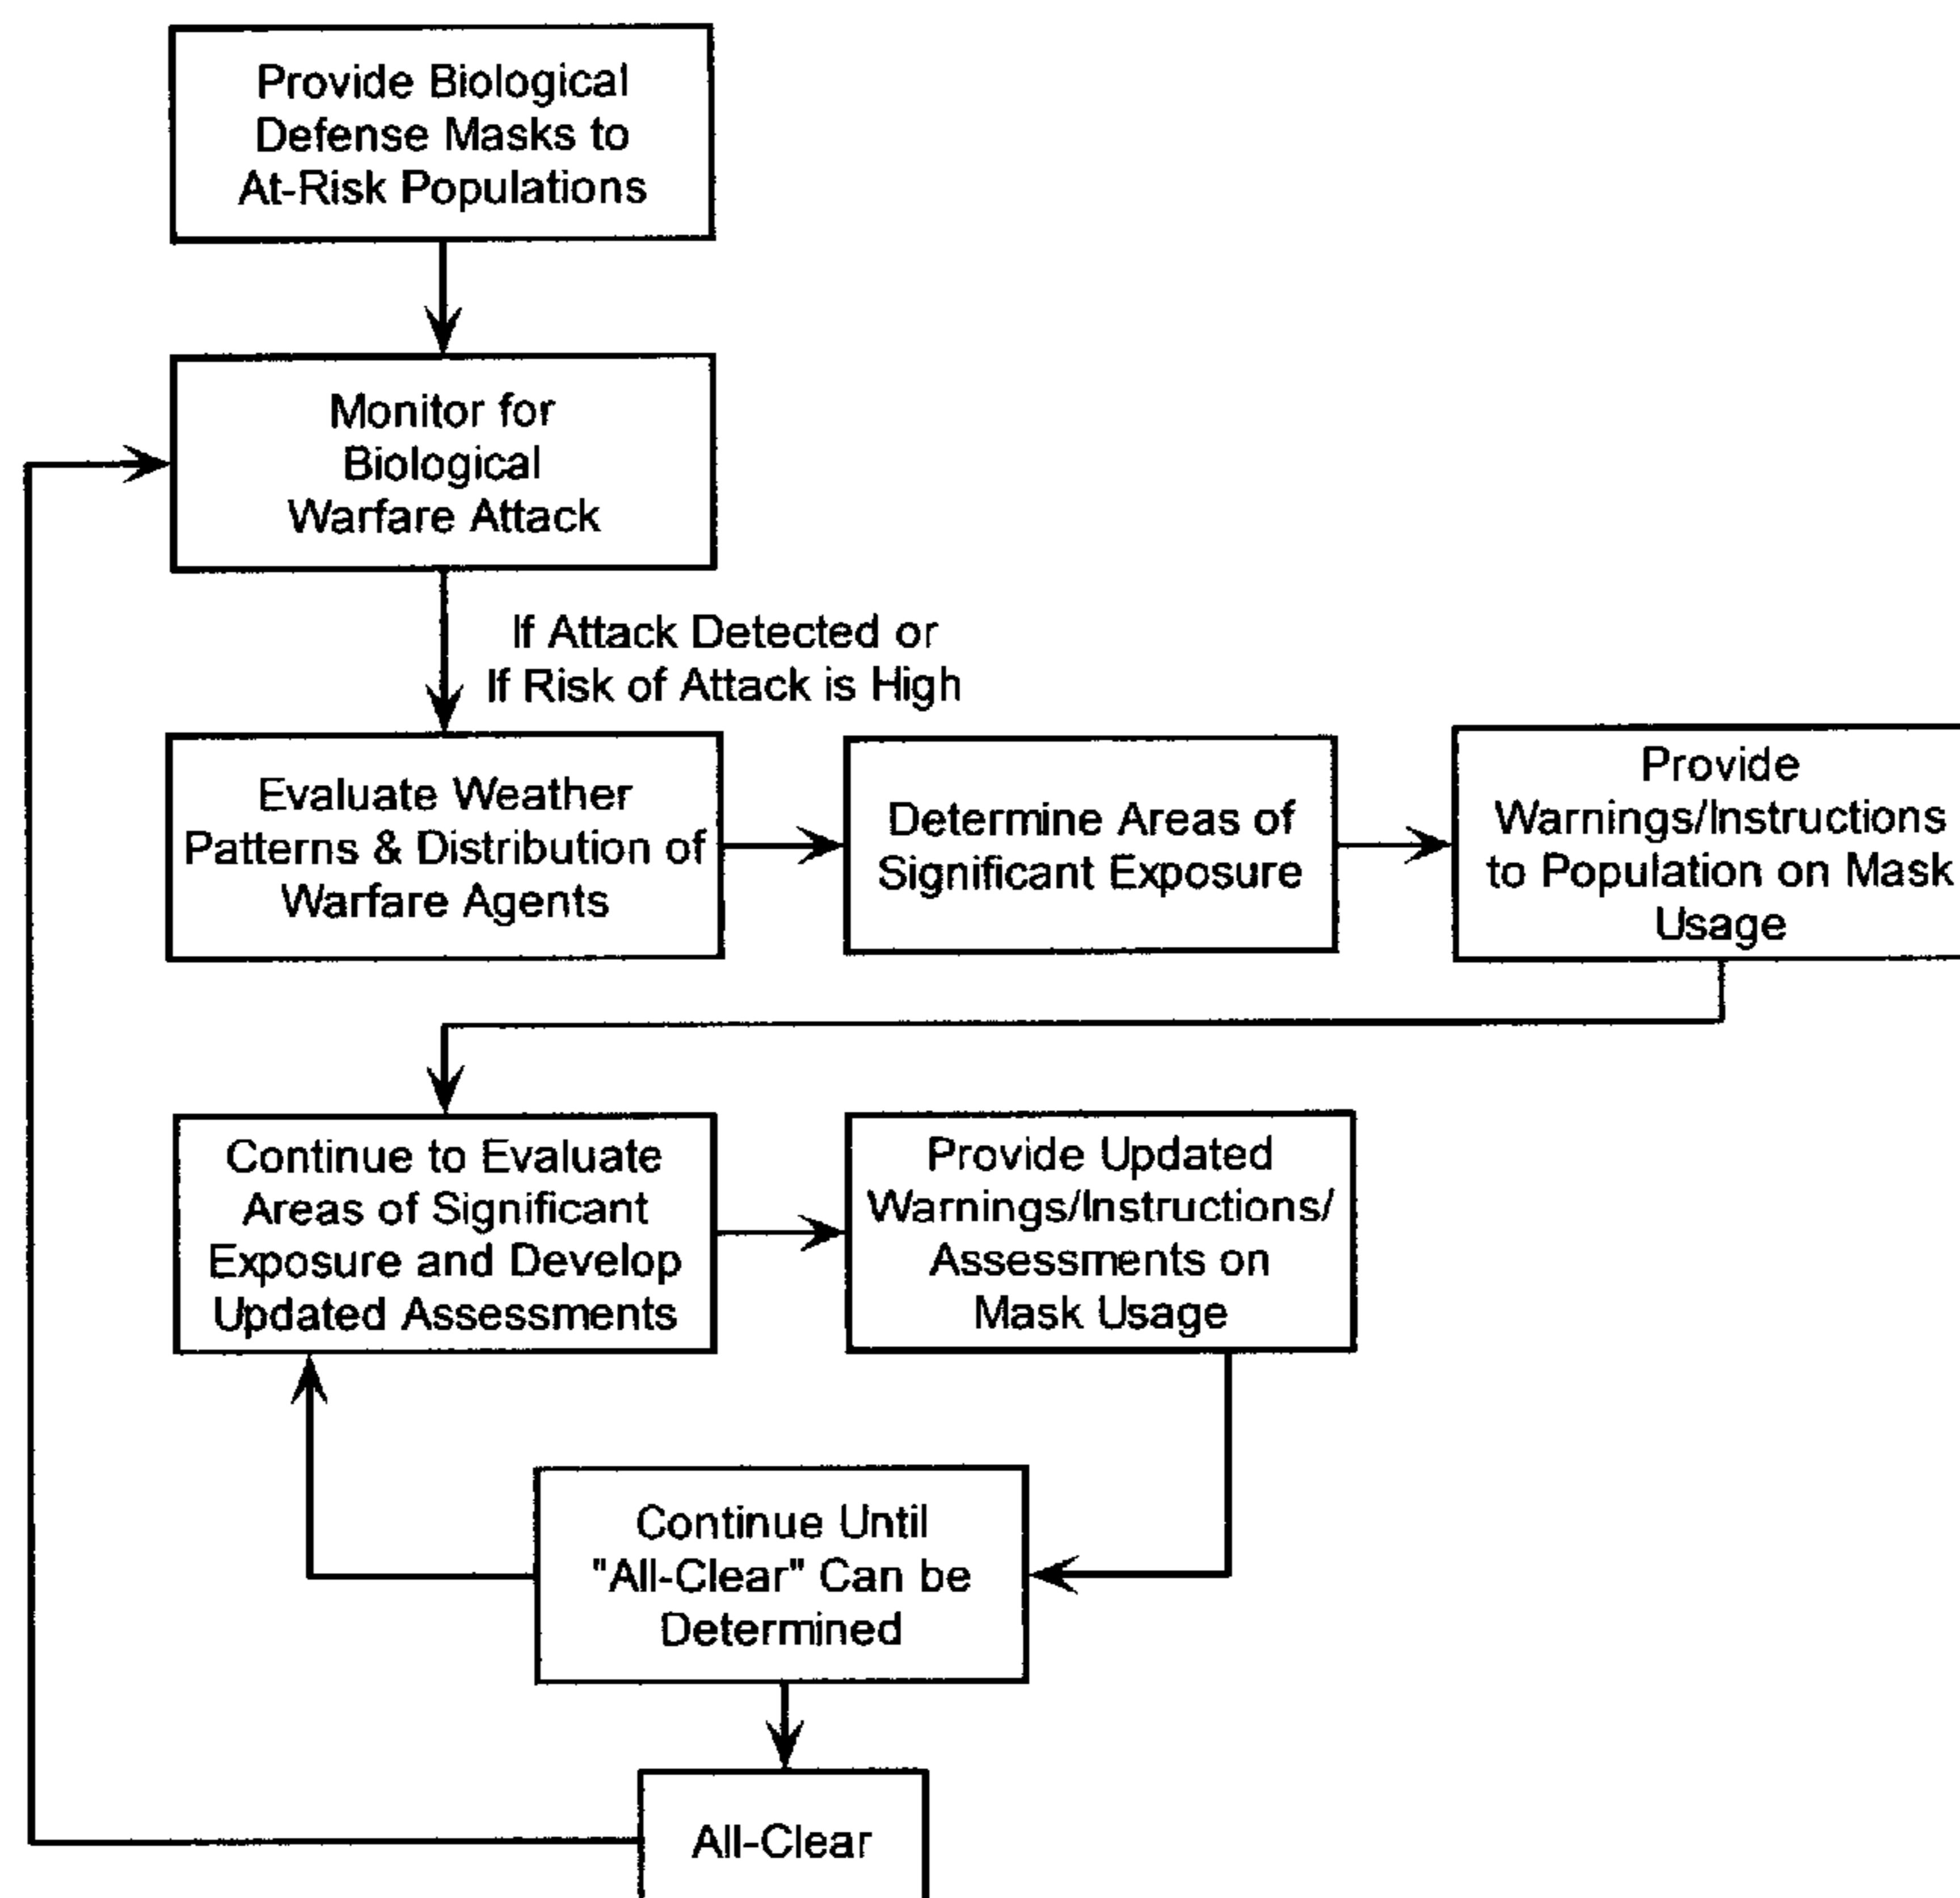 Provide Biological
Defense Masks to
At-Risk Populations
Monitor for
Biological
Warfare Attack
If Attack Detected or
If Risk of Attack is High
Evaluate Weather
Patterns & Distribution of
Warfare Agents
Determine Areas of
Significant Exposure
Provide
Warnings/Instructions
to Population on Mask
Usage
Continue to Evaluate
Areas of Significant
Exposure and Develop
Updated Assessments
Provide Updated
Warnings/Instructions/
Assessments on
Mask Usage
Continue Until
"All-Clear" Can be
Determined
All-Clear